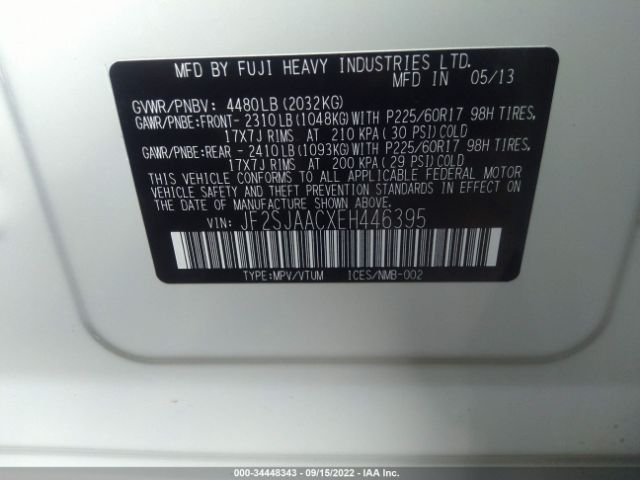 MFD BY FUJI HEAVY INDUSTRIES LTD.
MFD IN 05/13
GVWR/PNBV: 4480LB(2032KG)
GAWR/PNBE:FRONT-2310LB(1048KG)WITH P225/60R17 98H TIRES,
17X7J RIMS AT 210 KPA(30 PSI)COLD
GAWR/PNBE:REAR -2410LB(1093KG)WITH P225/60R17 98H TIRES,
17X7J RIMS AT 200 KPA(29 PSI)COLD
THIS VEHICLE CONFORMS TO ALL APPLICABLE FEDERAL MOTOR
VEHICLE SAFETY AND THEFT PREVENTION STANDARDS IN EFFECT ON
THE DATE OF MANUFACTURE SHOWN ABOVE.
VIN: JF2SJAACXEH446395
TYPE:MPV/VTUM ICES/NMB-002
000-34448343 - 09/15/2022 - IAA Inc.